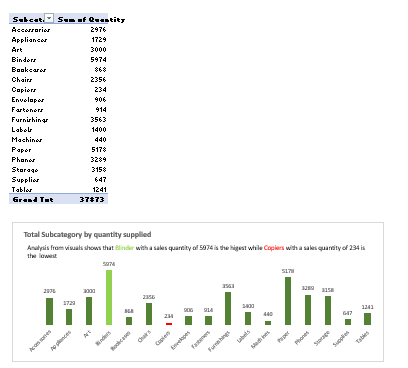 Subcat Sum of Quantity
Accessories 2976
Appliances 1729
Art 3000
Binders 5974
Bookcases 868
Chairs 2356
Copiers 234
Envelopes 906
Fasteners 914
Furnishings 3563
Labels 1400
Machines 440
Paper 5178
Phones 3289
Storage 3158
Supplies 647
Tables 1241
Grand Tot 37873
Total Subcategory by quantity supplied
Analysis from visuals shows that Blinder with a sales quantity of 5974 is the higest while Copiers with a sales quantity of 234 is
the lowest
2976 1729 3000 5974 868 2356 234 906 914 3563 1400 440 5178 3289 3158 647 1241
Accessories Appliances Art Binders Bookcases Chairs Copiers Envelopes Fasteners Furnishings Labels Machines Paper Phones Storage Supplies Tables